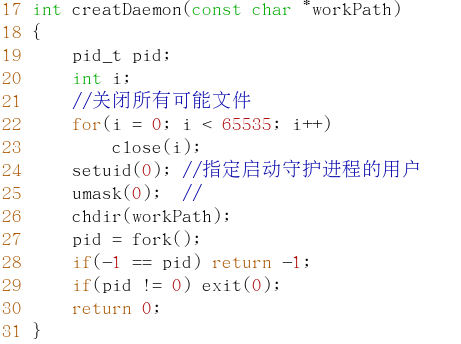 17 int creatDaemon(const char *workPath)
18 {
19     pid_t pid;
20     int i;
21     //关闭所有可能文件
22     for(i = 0; i < 65535; i++)
23         close(i);
24     setuid(0); //指定启动守护进程的用户
25     umask(0);  //
26     chdir(workPath);
27     pid = fork();
28     if(-1 == pid) return -1;
29     if(pid != 0) exit(0);
30     return 0;
31 }